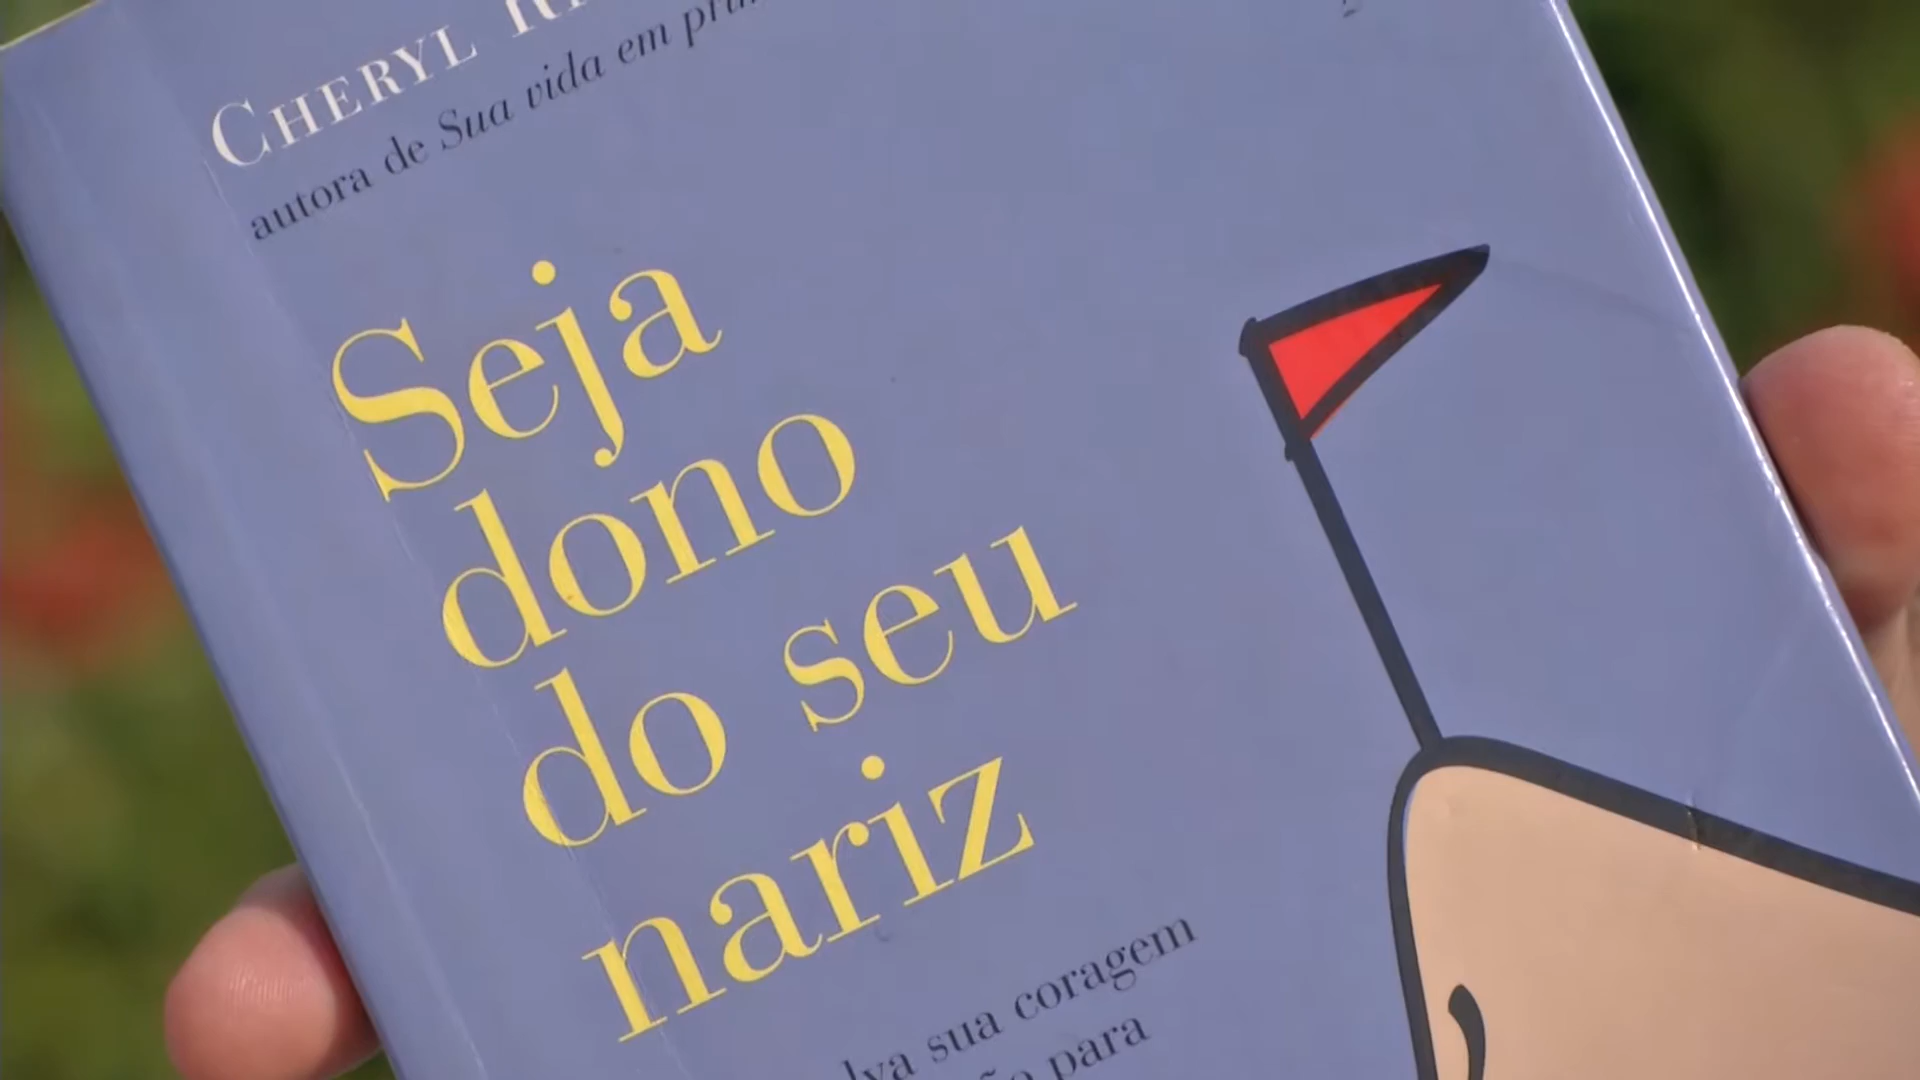 CHERYL
autora de Sua vida em
Seja
dono
do seu
nariz
sua coragem
para